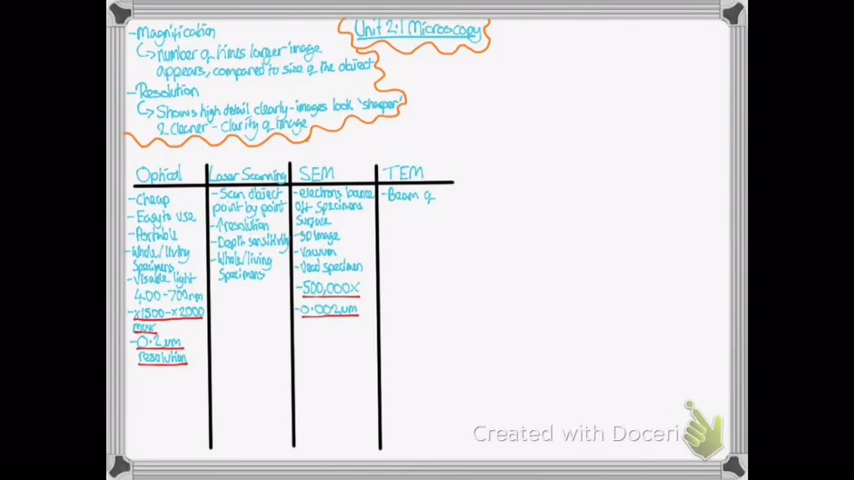 Unit 2.1 Microscopy
-Magnification
↳number of times larger image
appears, compared to size of the object
-Resolution
↳Shows high detail clearly-images look 'sharper'
& cleaner - clarity of image
Optical
-Cheap
-Easy to use
-Portable
-Whole/living
Specimens
-Visable light
400-700nm
-x1500-x2000
max
-0.2μm
resolution
Laser Scanning
-Scan object
point by point
-↑resolution
-Depth sensitivity
-Whole/living
Specimens
SEM
-electrons bounce
off specimens
surface
-3D image
-Vacuum
-Dead specimen
-500,000x
-0.002μm
TEM
-Beam of
Created with Doceri